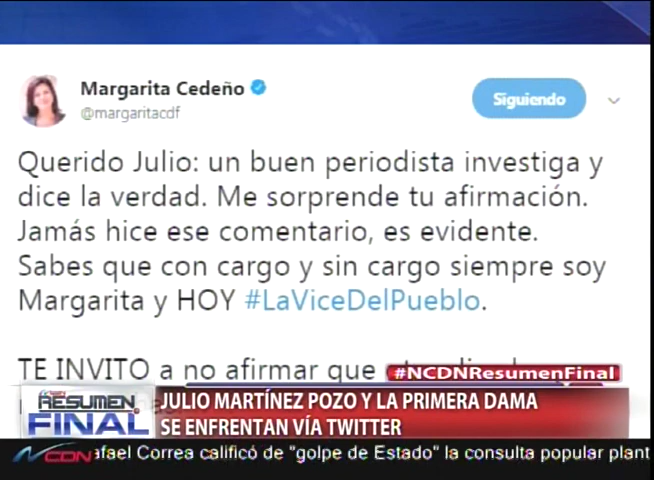 Margarita Cedeño
@margaritacdf
Siguiendo
Querido Julio: un buen periodista investiga y
dice la verdad. Me sorprende tu afirmación.
Jamás hice ese comentario, es evidente.
Sabes que con cargo y sin cargo siempre soy
Margarita y HOY #LaViceDelPueblo.
TE INVITO a no afirmar que
#NCDNResumenFinal
RESUMEN
FINAL
JULIO MARTÍNEZ POZO Y LA PRIMERA DAMA
SE ENFRENTAN VÍA TWITTER
NCDN afael Correa calificó de "golpe de Estado" la consulta popular plant